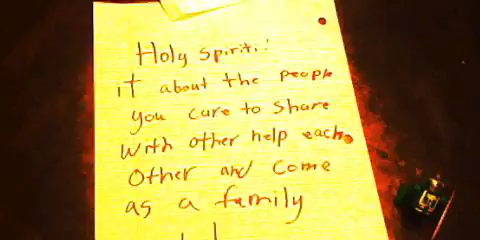 Holy spirit:
it about the people
you care to share
with other help each
other and come
as a family